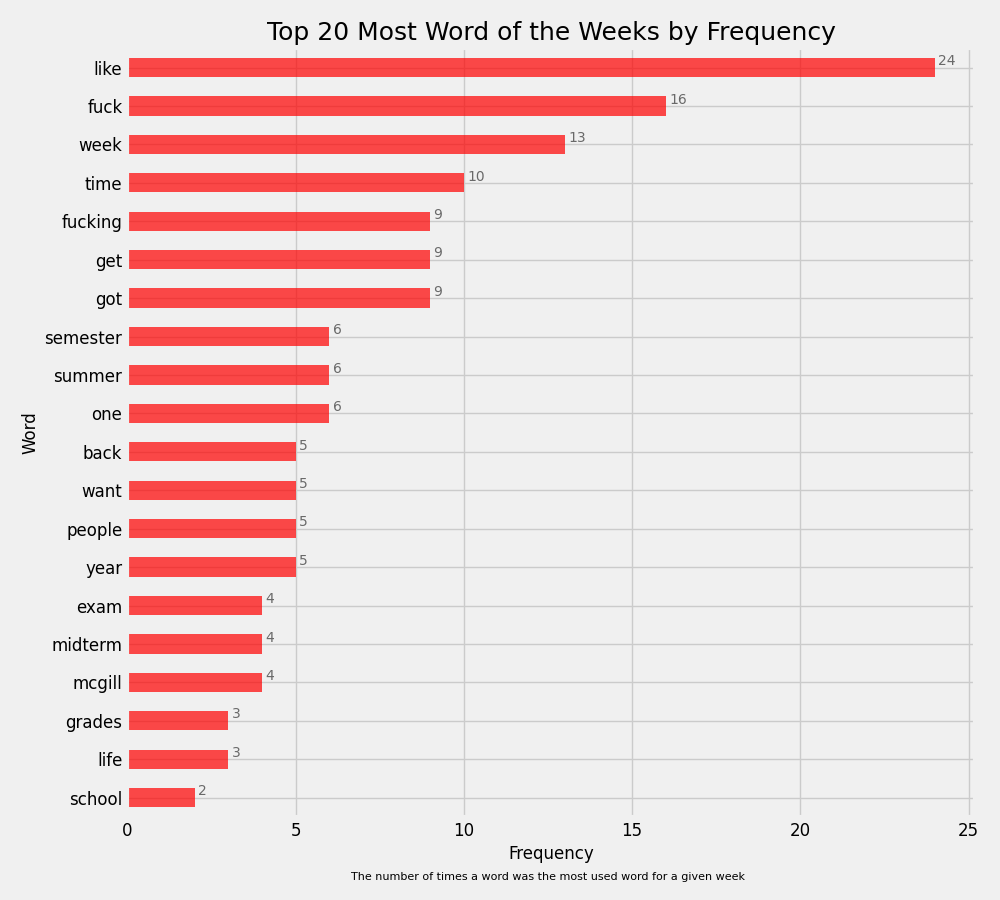 Top 20 Most Word of the Weeks by Frequency
like 24
fuck 16
week 13
time 10
fucking 9
get 9
got 9
semester 6
summer 6
one 6
Word
back 5
want 5
people 5
year 5
exam 4
midterm 4
mcgill 4
grades 3
life 3
school 2
0 5 10 15 20 25
Frequency
The number of times a word was the most used word for a given week